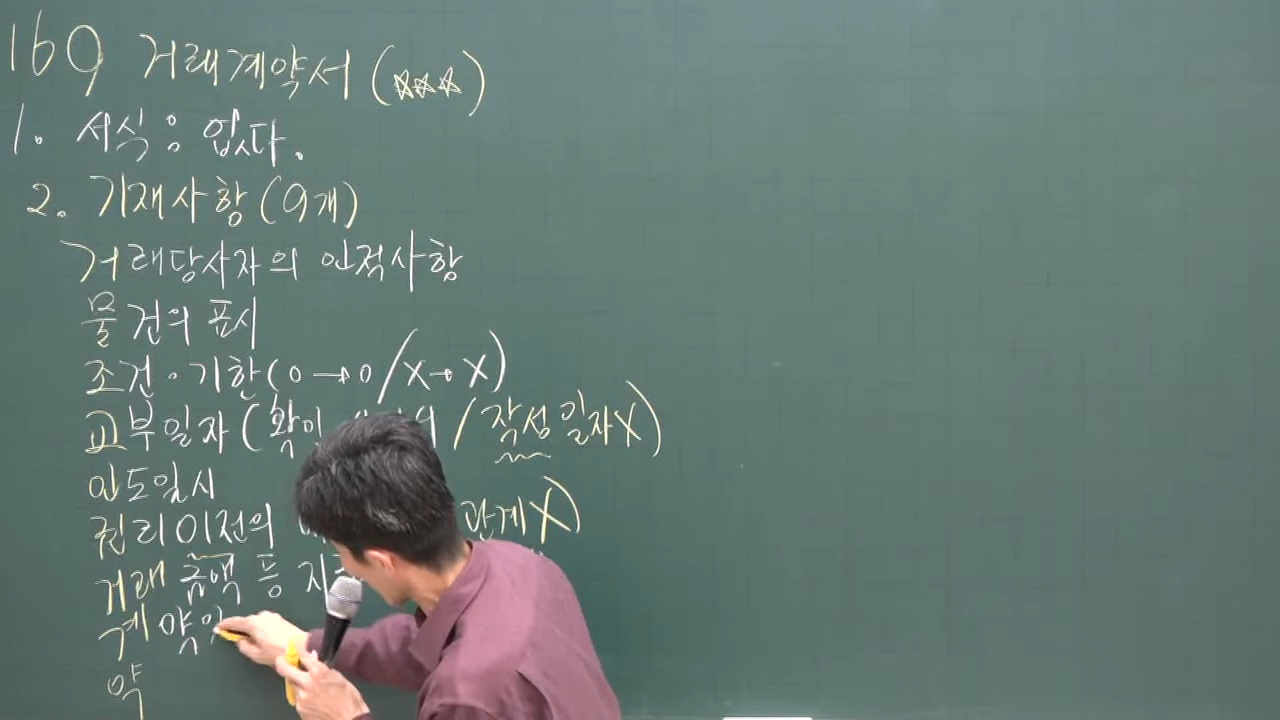 169 거래계약서 (☆☆☆)
1. 서식은 없다.
2. 기재사항(9개)
거래당사자의 인적사항
물건의 표시
조건·기한(0→0/X→X)
교부일자(확 / 작성일자X)
인도일시
권리이전의 관계X)
거래금액 등 지
계약일
약